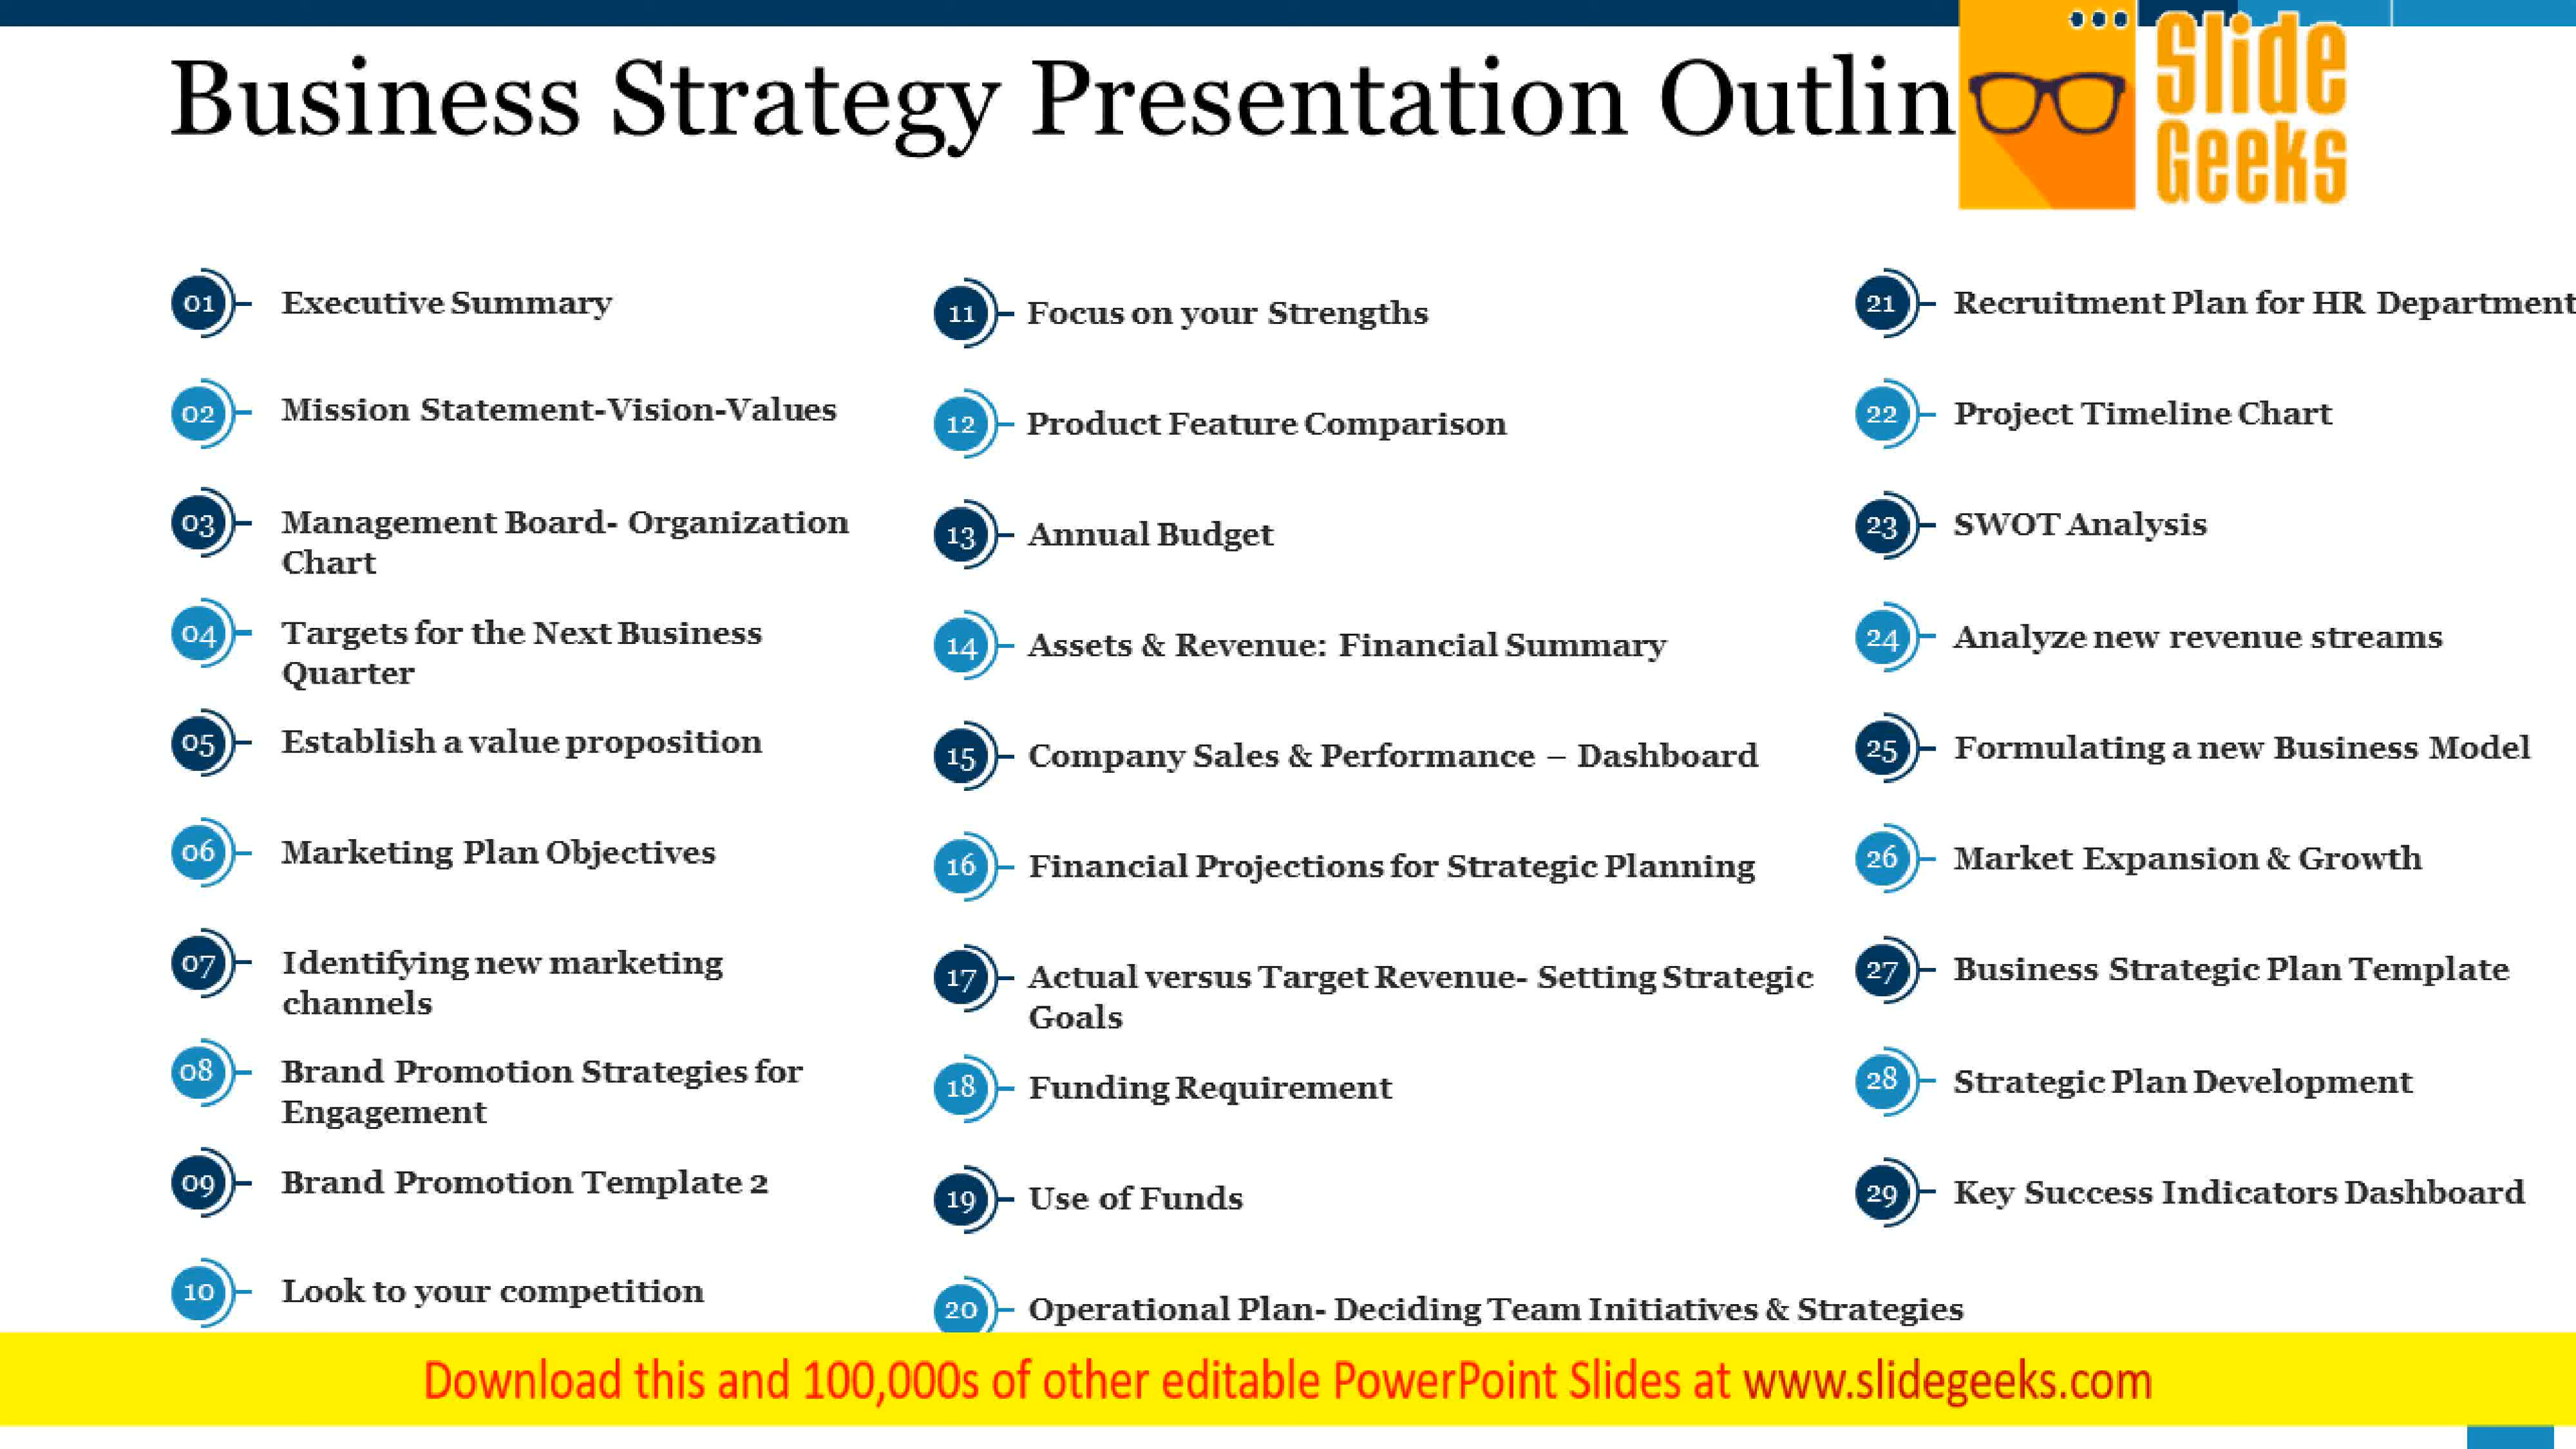 Business Strategy Presentation Outlin
Slide
Geeks
01 Executive Summary
02 Mission Statement-Vision-Values
03 Management Board- Organization
Chart
04 Targets for the Next Business
Quarter
05 Establish a value proposition
06 Marketing Plan Objectives
07 Identifying new marketing
channels
08 Brand Promotion Strategies for
Engagement
09 Brand Promotion Template 2
10 Look to your competition
11 Focus on your Strengths
12 Product Feature Comparison
13 Annual Budget
14 Assets & Revenue: Financial Summary
15 Company Sales & Performance – Dashboard
16 Financial Projections for Strategic Planning
17 Actual versus Target Revenue- Setting Strategic
Goals
18 Funding Requirement
19 Use of Funds
20 Operational Plan- Deciding Team Initiatives & Strategies
21 Recruitment Plan for HR Department
22 Project Timeline Chart
23 SWOT Analysis
24 Analyze new revenue streams
25 Formulating a new Business Model
26 Market Expansion & Growth
27 Business Strategic Plan Template
28 Strategic Plan Development
29 Key Success Indicators Dashboard
Download this and 100,000s of other editable PowerPoint Slides at www.slidegeeks.com